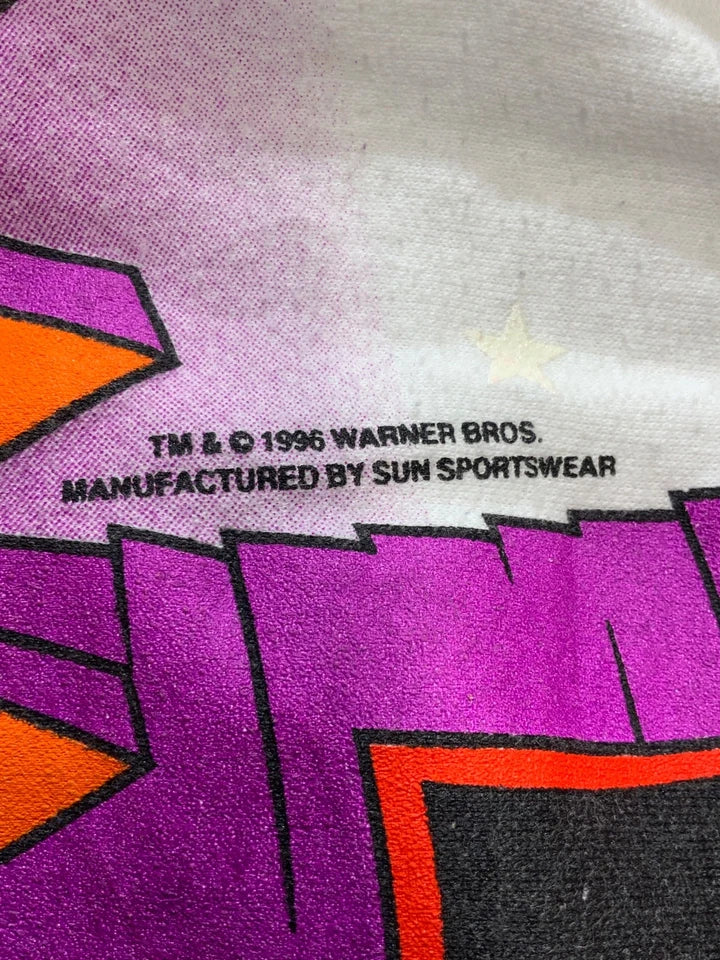 TM & © 1996 WARNER BROS.
MANUFACTURED BY SUN SPORTSWEAR